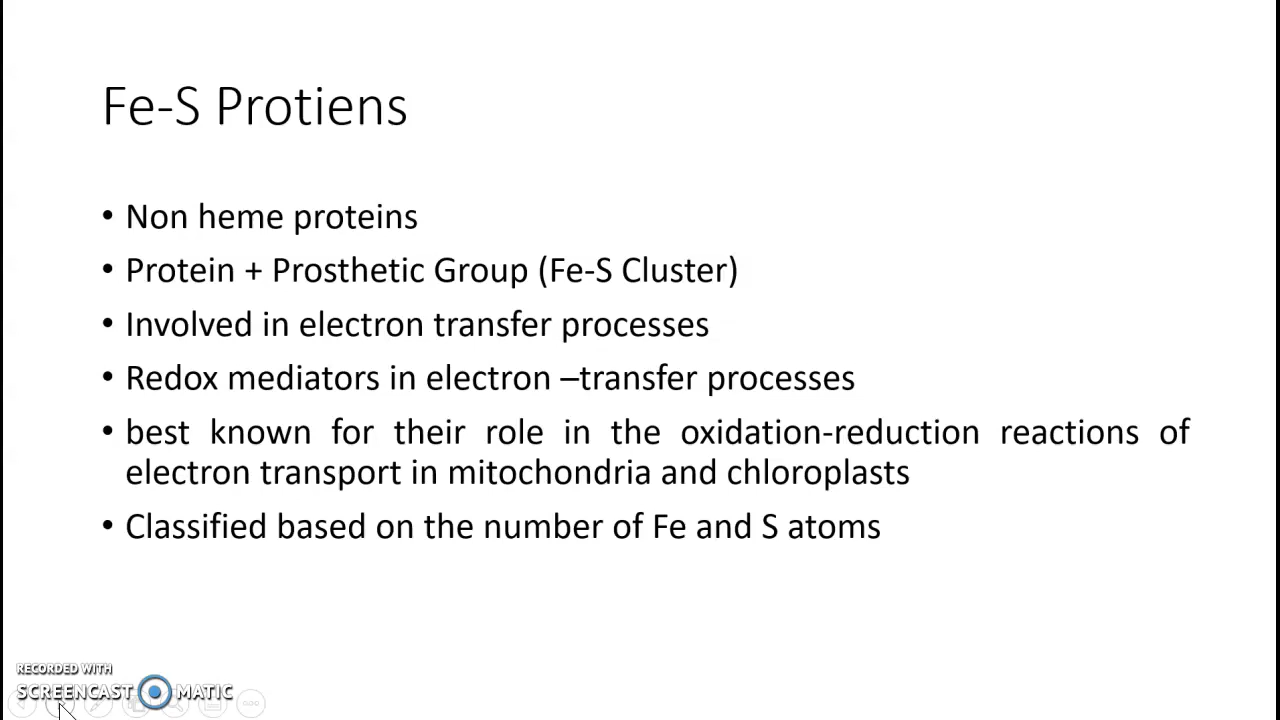 Fe-S Protiens
• Non heme proteins
• Protein + Prosthetic Group (Fe-S Cluster)
• Involved in electron transfer processes
• Redox mediators in electron –transfer processes
• best known for their role in the oxidation-reduction reactions of
electron transport in mitochondria and chloroplasts
• Classified based on the number of Fe and S atoms
RECORDED WITH
SCREENCAST MATIC